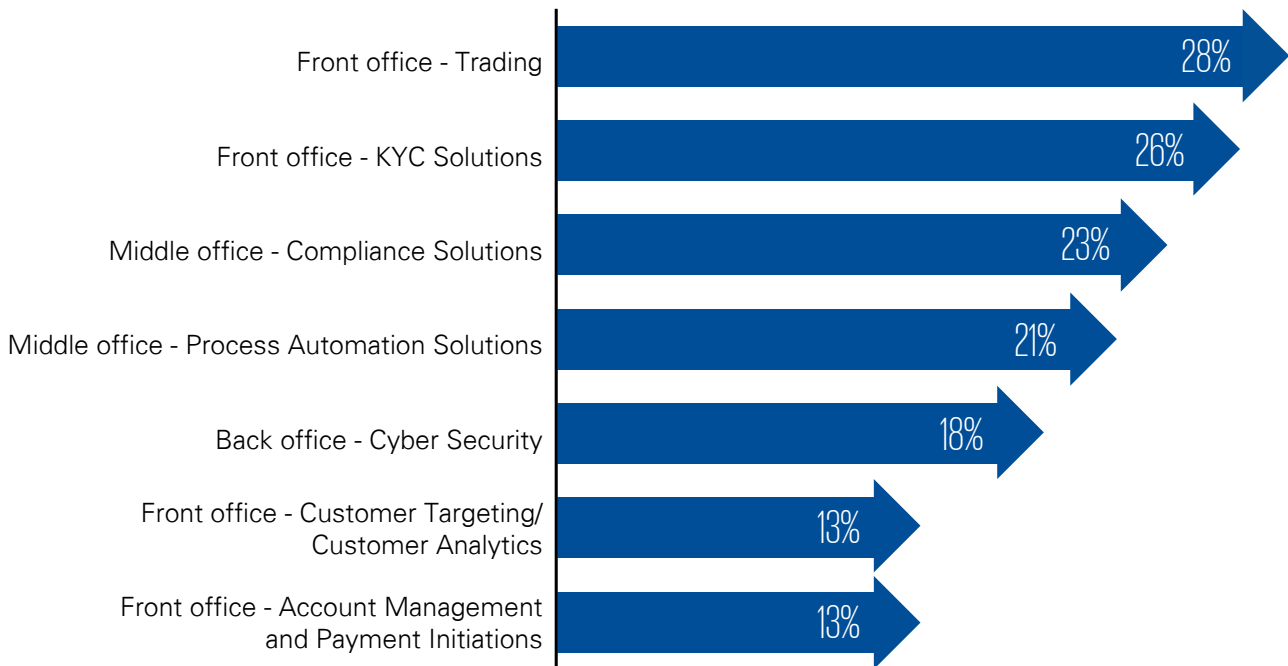 Front office - Trading
28%
Front office - KYC Solutions
26%
Middle office - Compliance Solutions
23%
Middle office - Process Automation Solutions
21%
Back office - Cyber Security
18%
Front office - Customer Targeting/
Customer Analytics
13%
Front office - Account Management
and Payment Initiations
13%